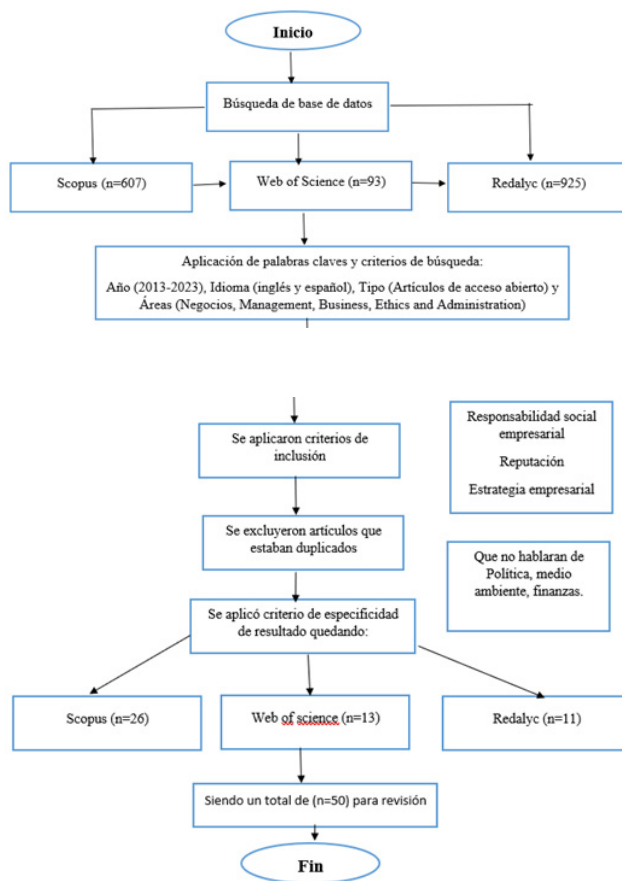 Inicio
Búsqueda de base de datos
Scopus (n=607)
Web of Science (n=93)
Redalyc (n=925)
Aplicación de palabras claves y criterios de búsqueda:
Año (2013-2023), Idioma (inglés y español), Tipo (Artículos de acceso abierto) y
Áreas (Negocios, Management, Business, Ethics and Administration)
Se aplicaron criterios de
inclusión
Responsabilidad social
empresarial
Reputación
Estrategia empresarial
Se excluyeron artículos que
estaban duplicados
Que no hablaran de
Política, medio
ambiente, finanzas.
Se aplicó criterio de especificidad
de resultado quedando:
Scopus (n=26)
Web of science (n=13)
Redalyc (n=11)
Siendo un total de (n=50) para revisión
Fin